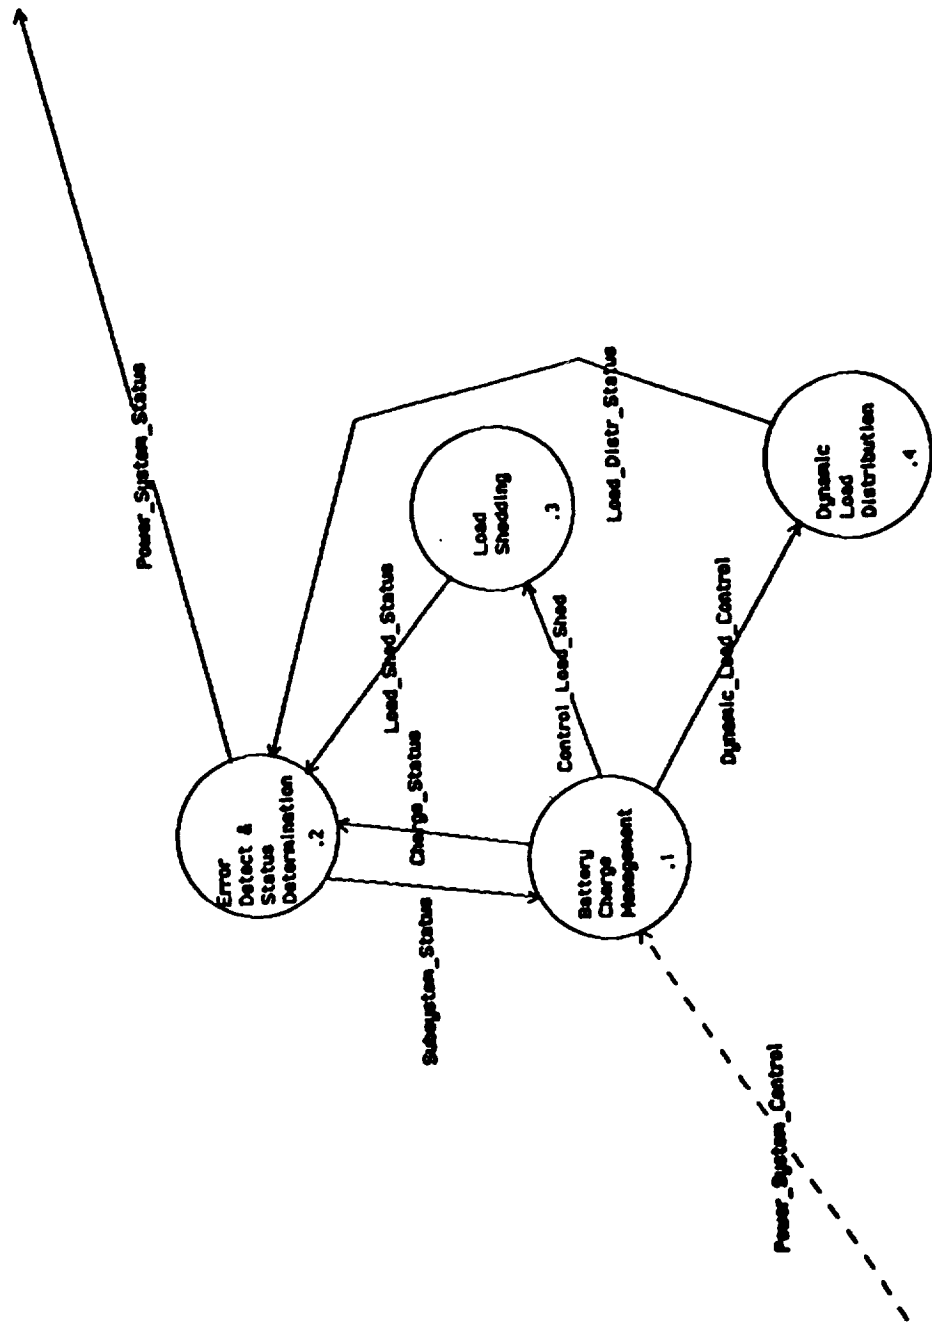 Power_System_Status
Error
Detect &
Status
Determination
.2
Load_Shed_Status
Charge_Status
Subsystem_Status
Load
Shedding
.3
Control_Load_Shed
Load_Distr_Status
Battery
Charge
Management
.1
Dynamic_Load_Control
Dynamic
Load
Distribution
.4
Power_System_Control